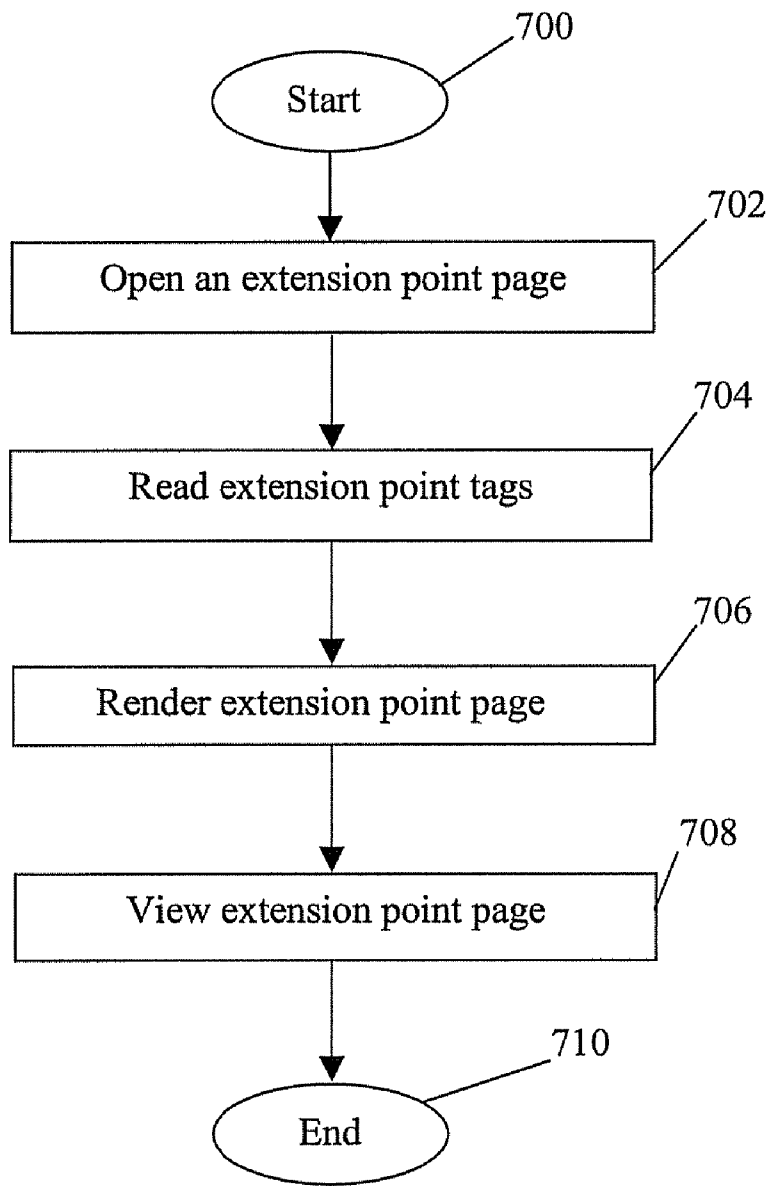 700
Start
702
Open an extension point page
704
Read extension point tags
706
Render extension point page
708
View extension point page
710
End